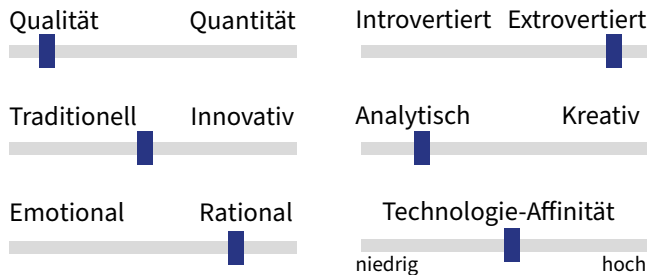 Qualität Quantität
Introvertiert Extrovertiert
Traditionell Innovativ
Analytisch Kreativ
Emotional Rational
Technologie-Affinität
niedrig hoch